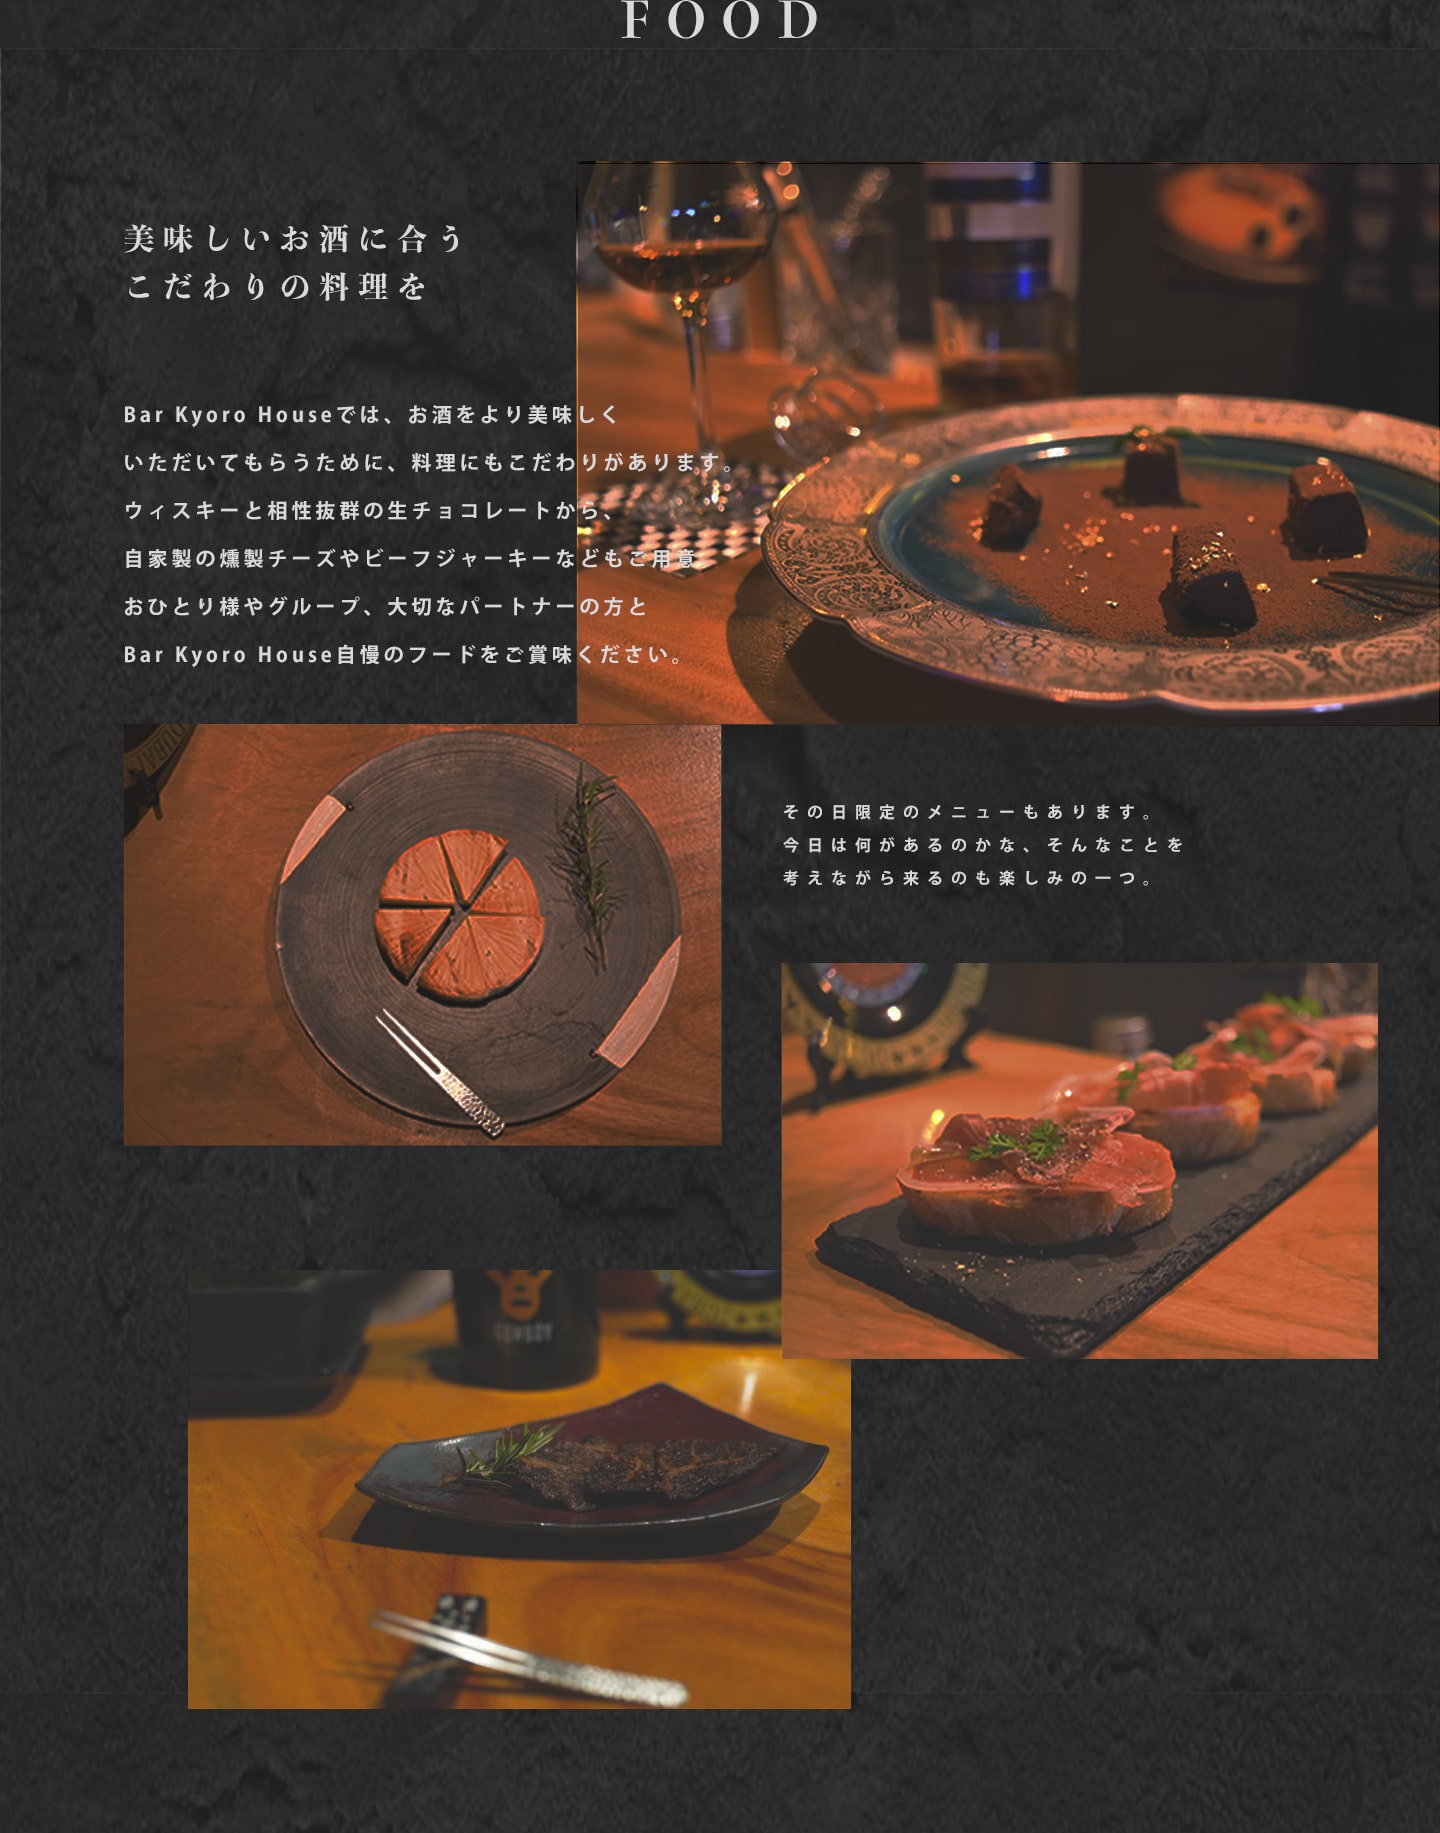 FOOD
美味しいお酒に合う
こだわりの料理を
Bar Kyoro Houseでは、お酒をより美味しく
いただいてもらうために、料理にもこだわりがあります。
ウィスキーと相性抜群の生チョコレートから、
自家製の燻製チーズやビーフジャーキーなどもご用意
おひとり様やグループ、大切なパートナーの方と
Bar Kyoro House自慢のフードをご賞味ください。
その日限定のメニューもあります。
今日は何があるのかな、そんなことを
考えながら来るのも楽しみの一つ。